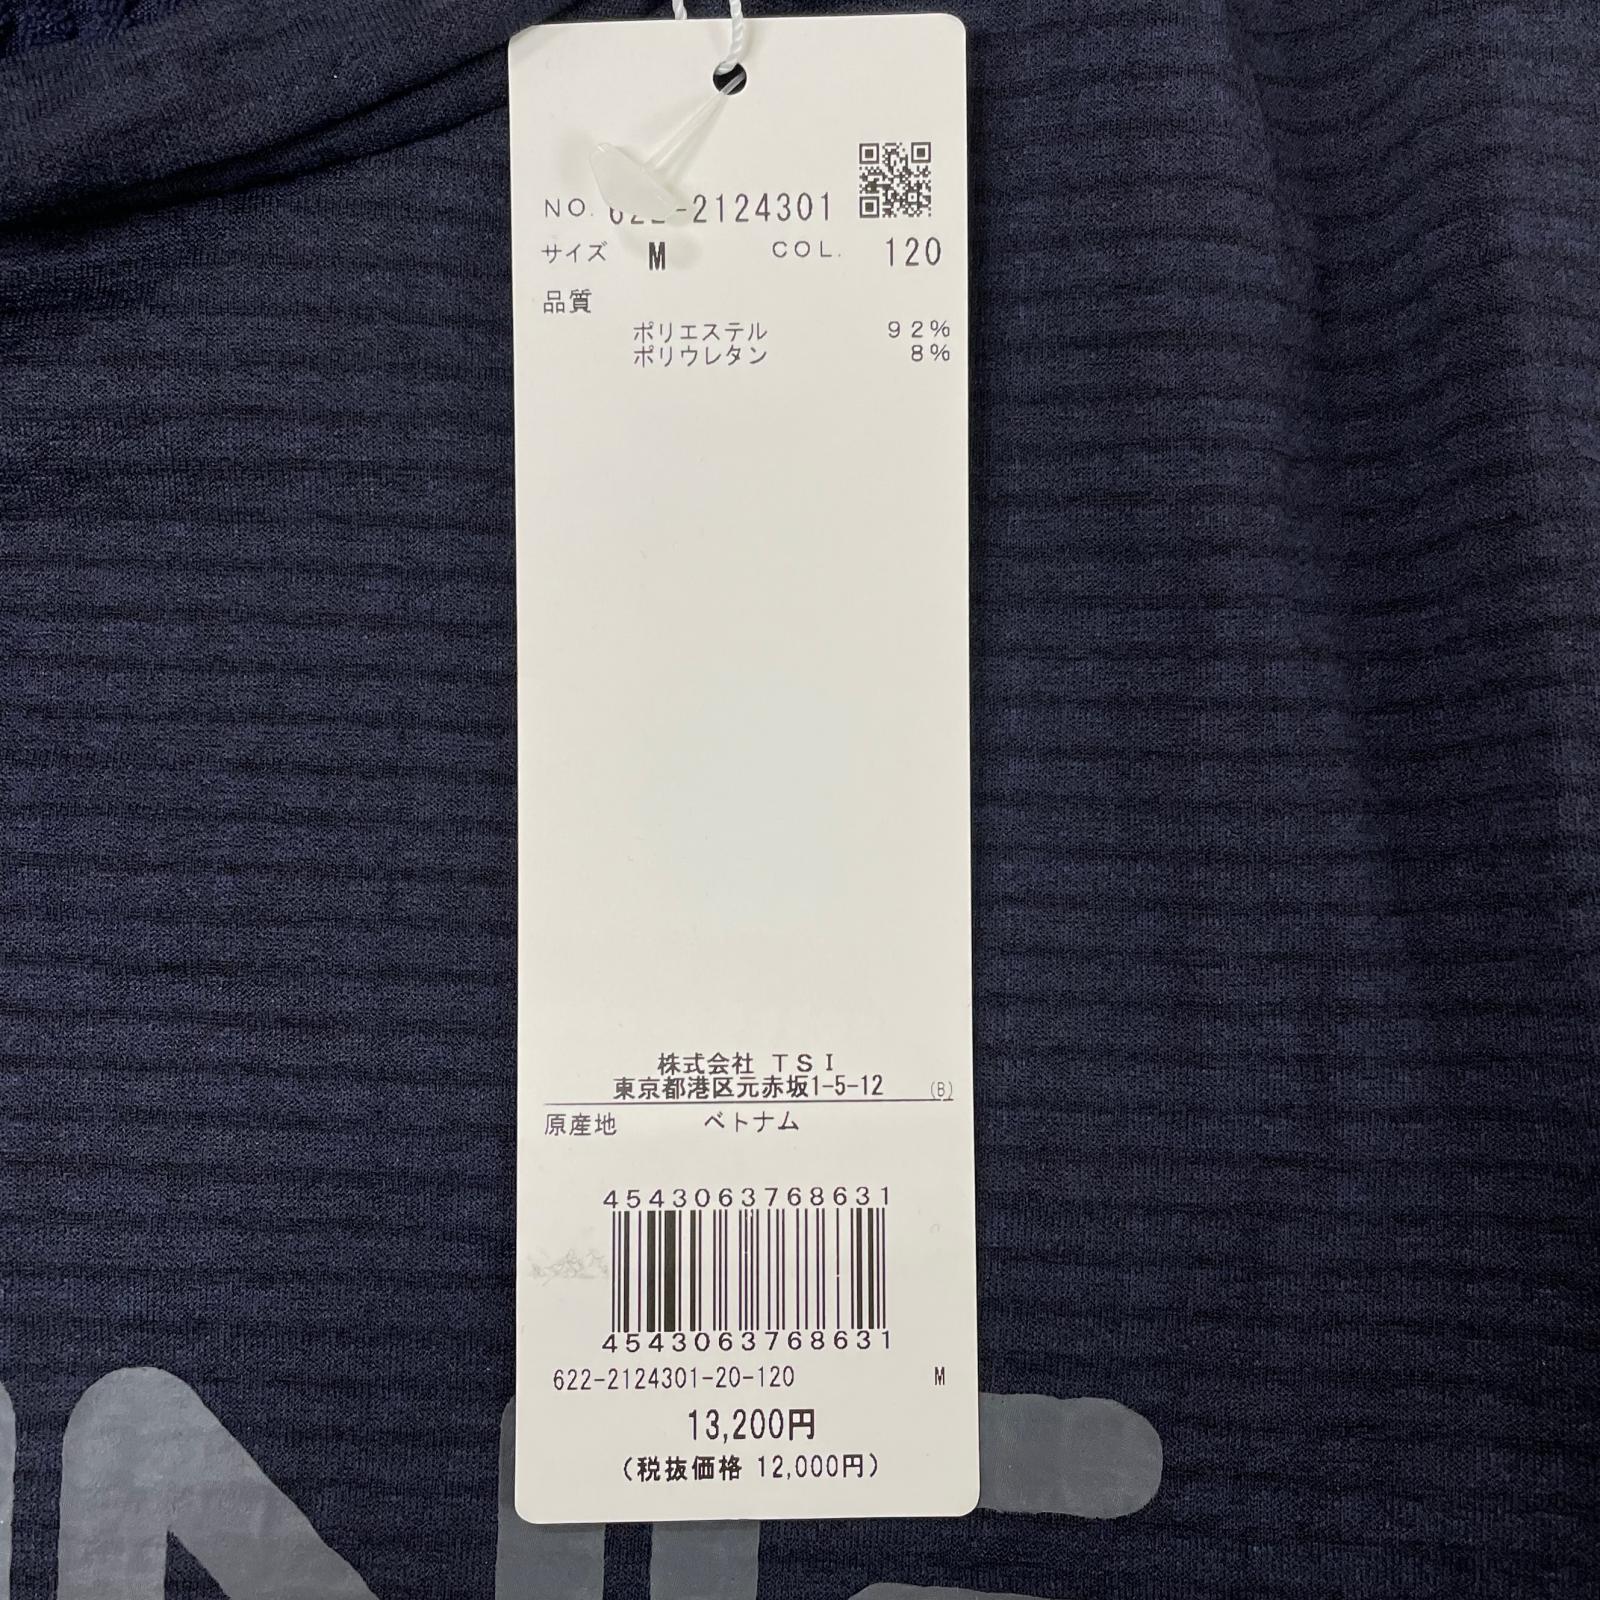 NO. 622-2124301
サイズ M COL. 120
品質
ポリエステル 92%
ポリウレタン 8%
株式会社 TSI
東京都港区元赤坂1-5-12 (B)
原産地 ベトナム
4543063768631
4543063768631
622-2124301-20-120 M
13,200円
(税抜価格 12,000円)